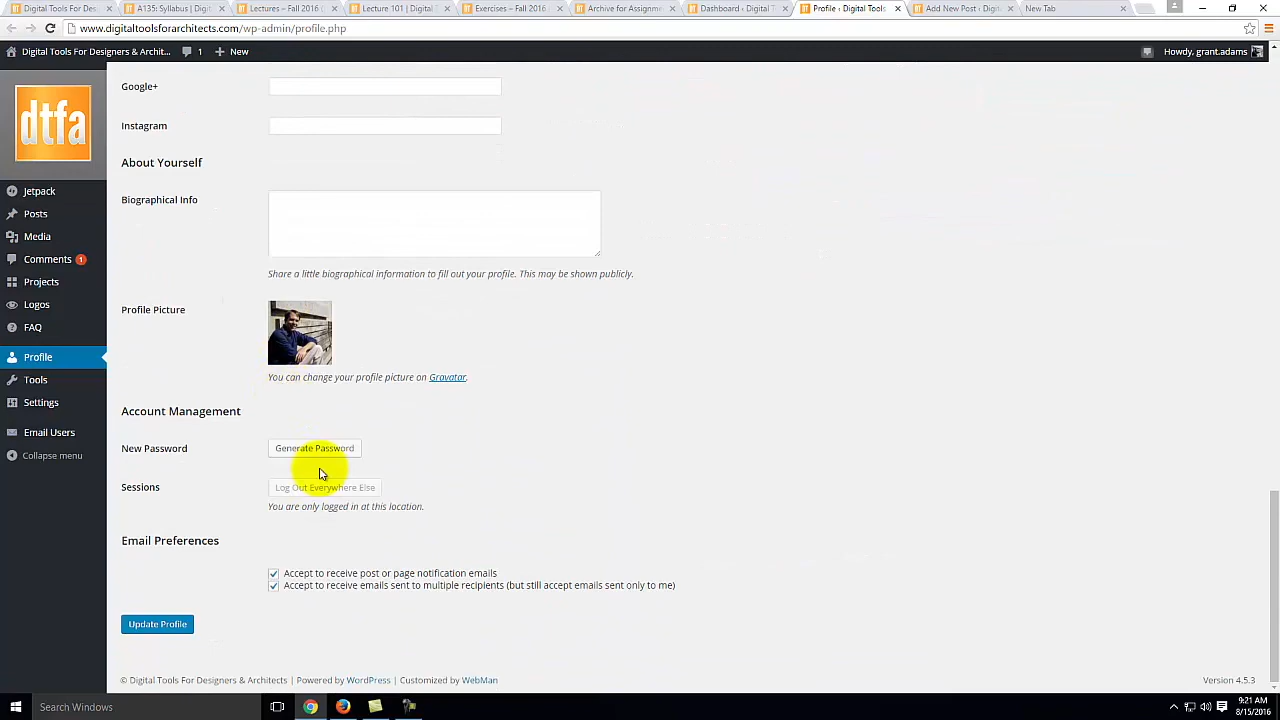 Digital Tools For Des
A135: Syllabus | Digital
Lectures – Fall 2016 |
Lecture 101 | Digital
Exercises – Fall 2016
Archive for Assignme
Dashboard ‹ Digital T
Profile ‹ Digital Tools
Add New Post ‹ Digit
New Tab
www.digitaltoolsforarchitects.com/wp-admin/profile.php
Digital Tools For Designers & Archit...
1
New
Howdy, grant.adams
dtfa
Jetpack
Posts
Media
Comments 1
Projects
Logos
FAQ
Profile
Tools
Settings
Email Users
Collapse menu
Google+
Instagram
About Yourself
Biographical Info
Share a little biographical information to fill out your profile. This may be shown publicly.
Profile Picture
You can change your profile picture on Gravatar.
Account Management
New Password
Generate Password
Sessions
Log Out Everywhere Else
You are only logged in at this location.
Email Preferences
Accept to receive post or page notification emails
Accept to receive emails sent to multiple recipients (but still accept emails sent only to me)
Update Profile
© Digital Tools For Designers & Architects | Powered by WordPress | Customized by WebMan
Version 4.5.3
Search Windows
9:21 AM
8/15/2016